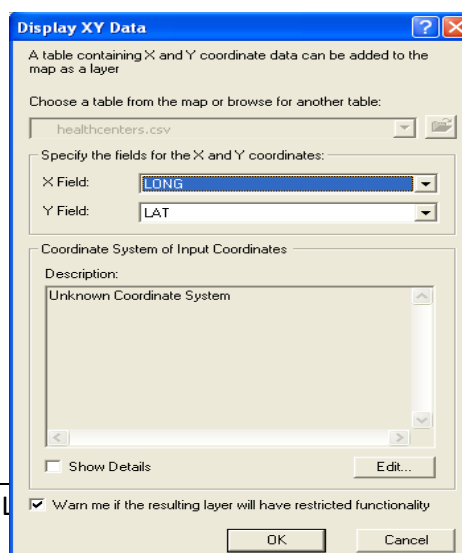 Display XY Data
A table containing X and Y coordinate data can be added to the
map as a layer
Choose a table from the map or browse for another table:
healthcenters.csv
Specify the fields for the X and Y coordinates:
X Field: LONG
Y Field: LAT
Coordinate System of Input Coordinates
Description:
Unknown Coordinate System
Show Details Edit...
Warn me if the resulting layer will have restricted functionality
OK Cancel